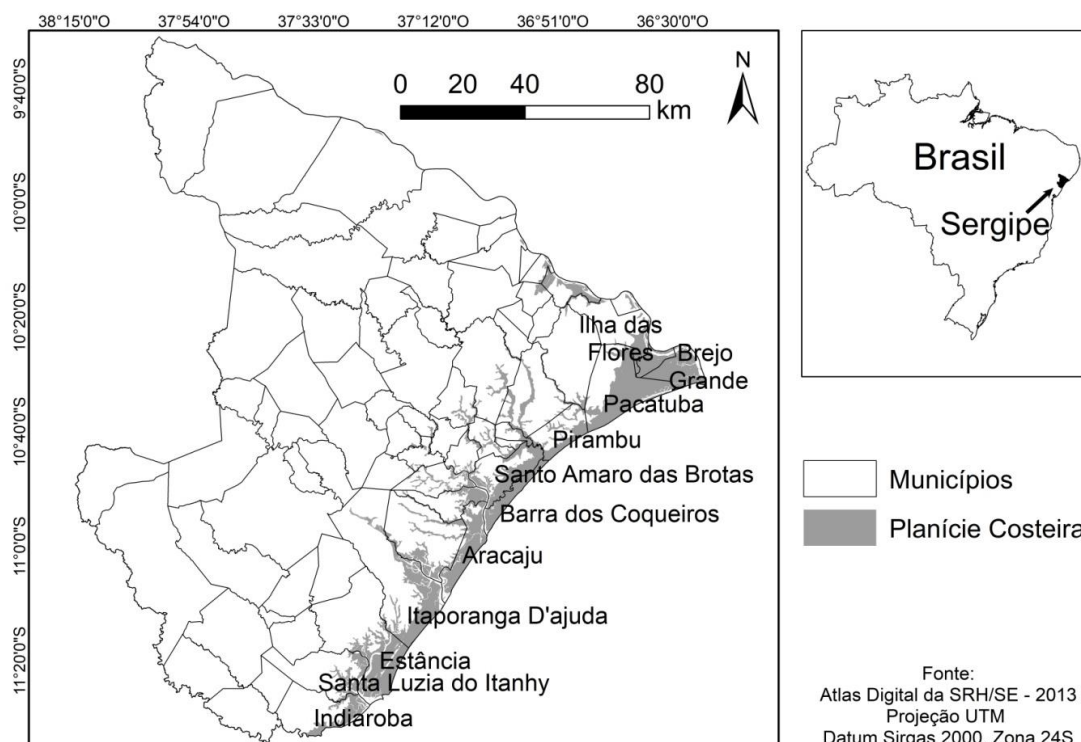 38°15'0"O 37°54'0"O 37°33'0"O 37°12'0"O 36°51'0"O 36°30'0"O
9°40'0"S
10°0'0"S
10°20'0"S
10°40'0"S
11°0'0"S
11°20'0"S
0 20 40 80
km
N
Ilha das
Flores Brejo
Grande
Pacatuba
Pirambu
Santo Amaro das Brotas
Barra dos Coqueiros
Aracaju
Itaporanga D'ajuda
Estância
Santa Luzia do Itanhy
Indiaroba
Brasil
Sergipe
Municípios
Planície Costeira
Fonte:
Atlas Digital da SRH/SE - 2013
Projeção UTM
Datum Sirgas 2000, Zona 24S